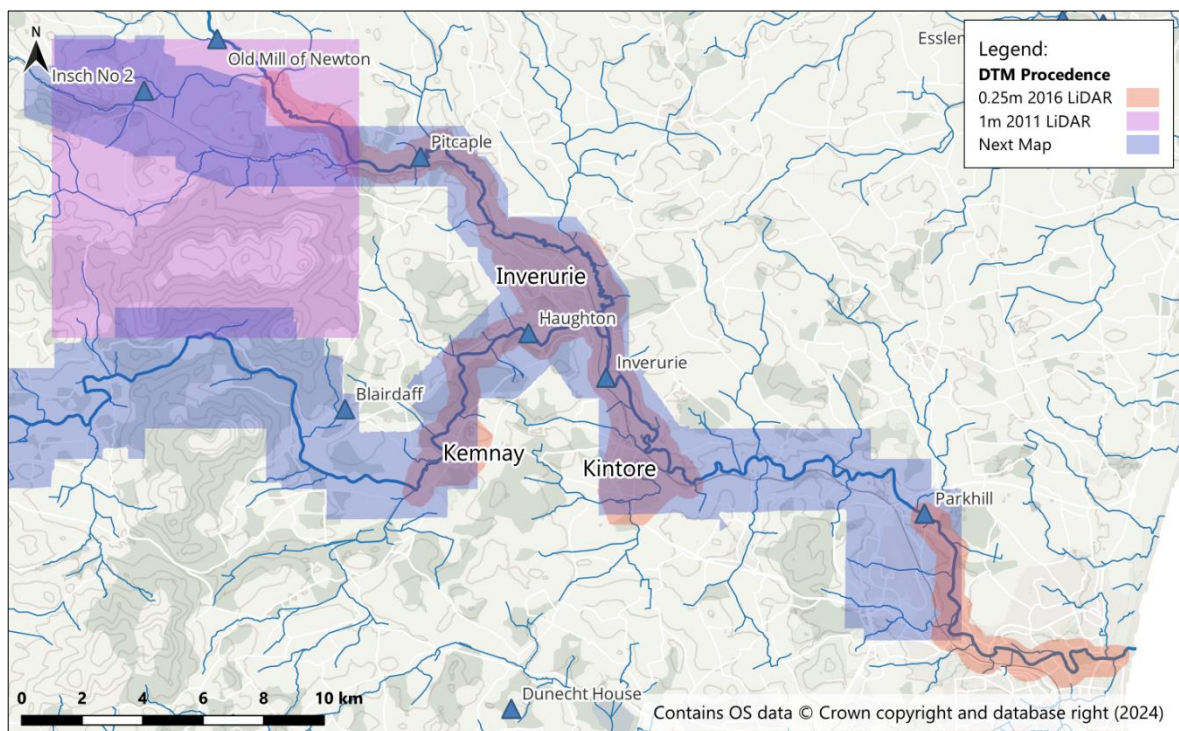 N
Old Mill of Newton
Insch No 2
Esslem
Legend:
DTM Procedence
0.25m 2016 LiDAR
1m 2011 LiDAR
Next Map
Pitcaple
Inverurie
Haughton
Inverurie
Blairdaff
Kemnay
Kintore
Parkhill
Dunecht House
0 2 4 6 8 10 km
Contains OS data © Crown copyright and database right (2024)